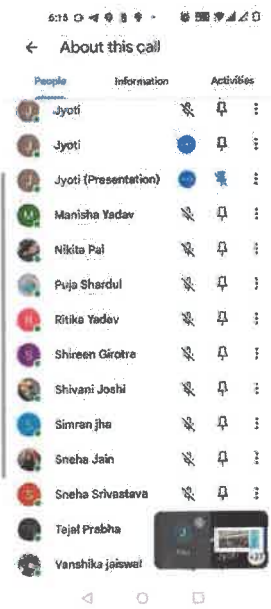 5:15
About this call
People Information Activities
Jyoti
Jyoti
Jyoti (Presentation)
M Manisha Yadav
Nikita Pal
Puja Shardul
R Ritika Yadav
S Shireen Girotra
Shivani Joshi
Simran jha
Sneha Jain
S Sneha Srivastava
Tejal Prabha
Vanshika jaiswal